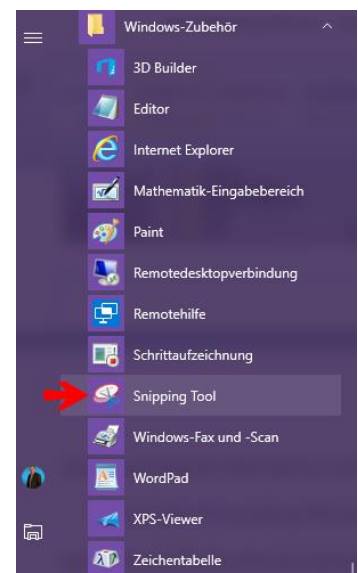 Windows-Zubehör
3D Builder
Editor
Internet Explorer
Mathematik-Eingabebereich
Paint
Remotedesktopverbindung
Remotehilfe
Schrittaufzeichnung
Snipping Tool
Windows-Fax und -Scan
WordPad
XPS-Viewer
Zeichentabelle